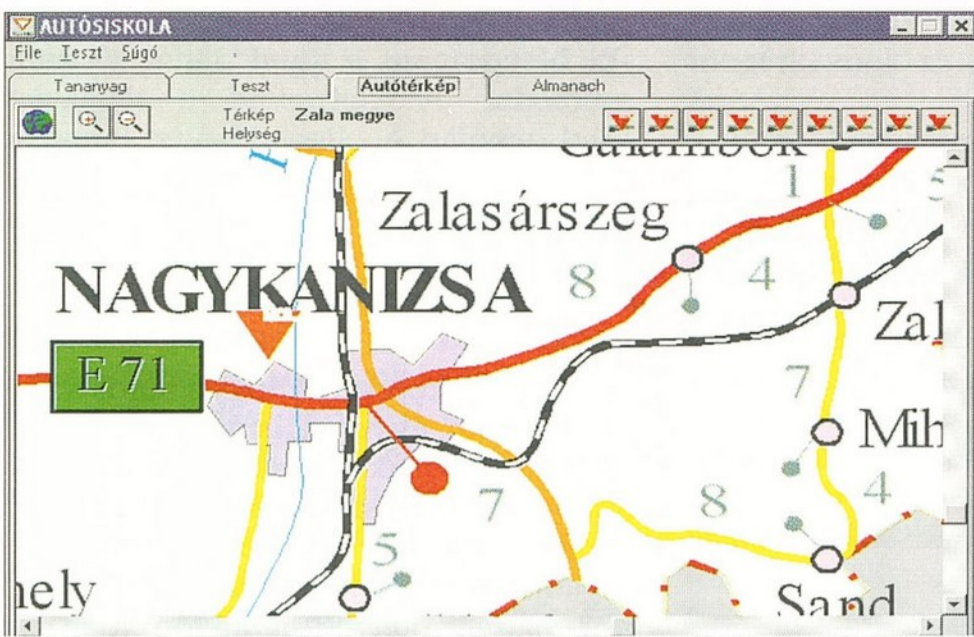 AUTÓSISKOLA
File Teszt Súgó
Tananyag Teszt Autótérkép Almanach
Térkép Zala megye
Helység
Galambok
1
Zalasárszeg
NAGYKANIZSA
8
4
E 71
Zal
7
Mih
7
8
4
5
hely
Sand